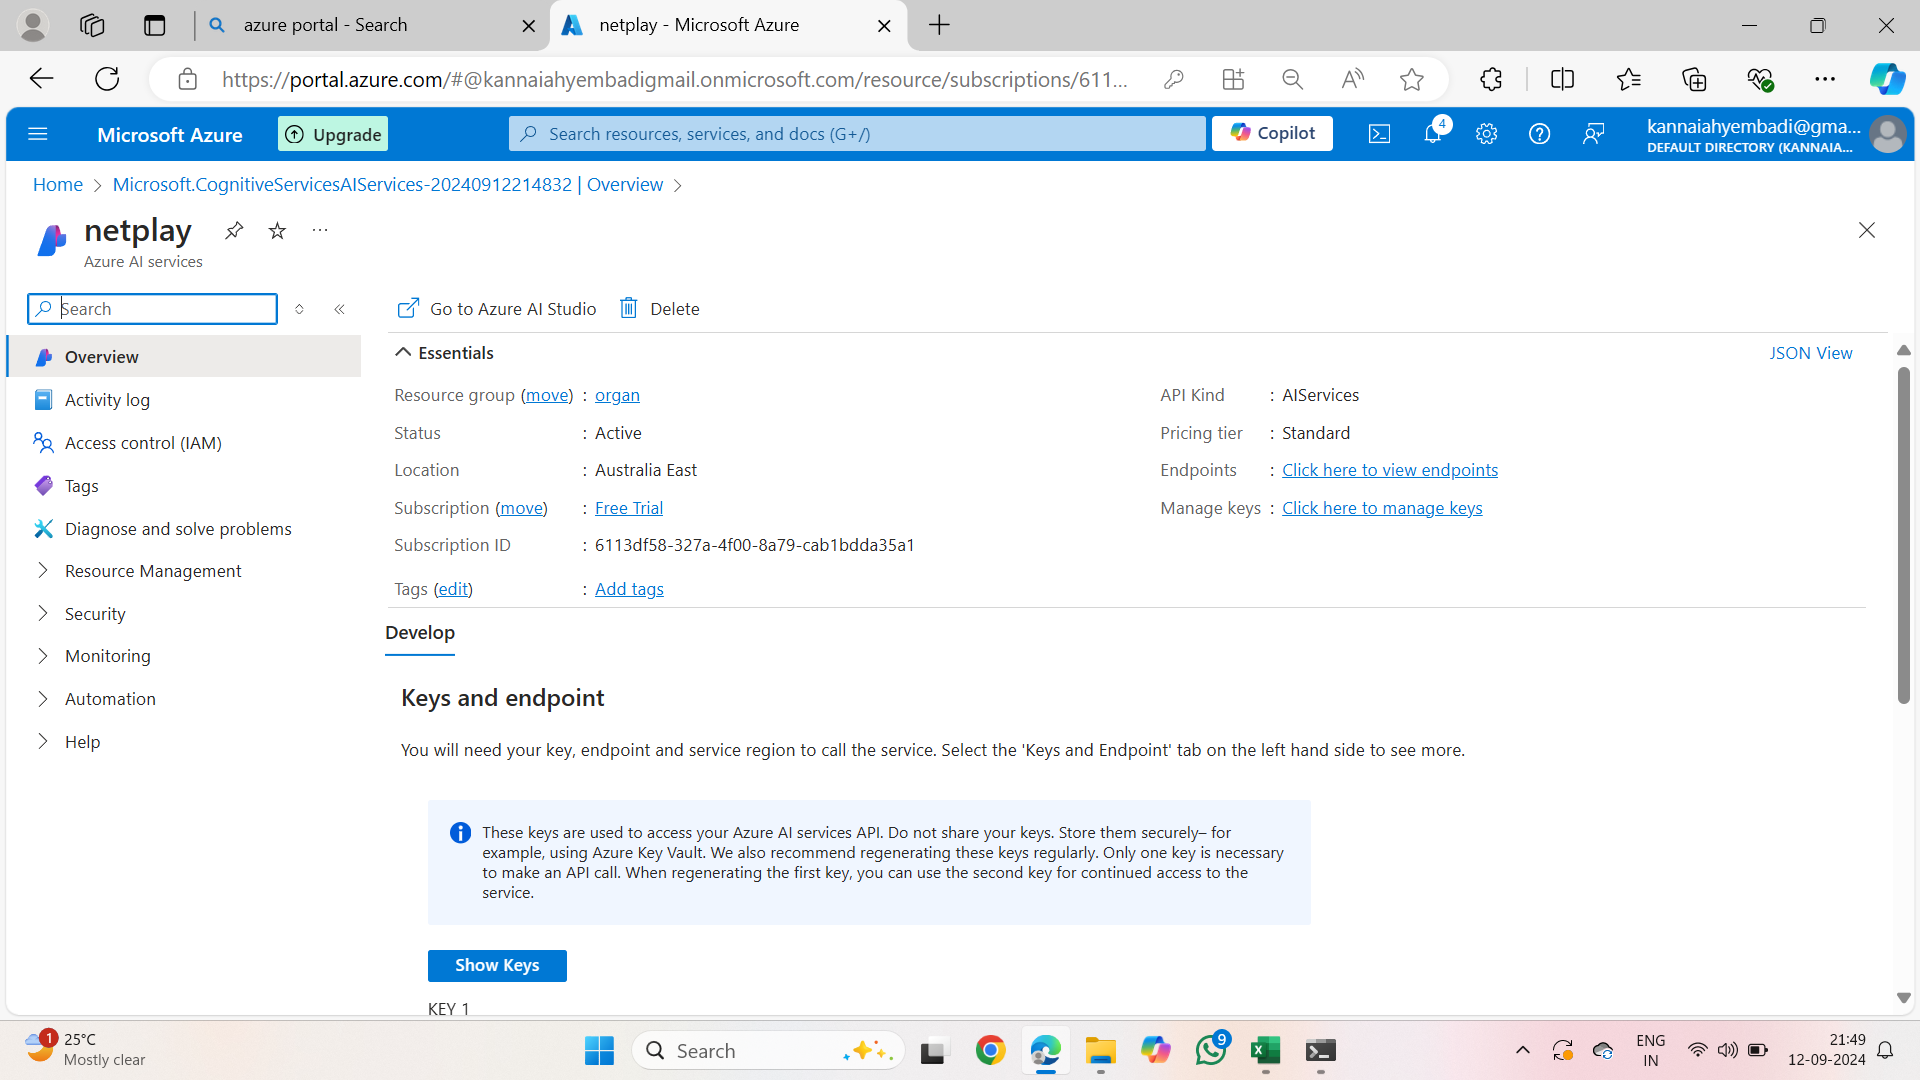 azure portal - Search
netplay - Microsoft Azure
https://portal.azure.com/#@kannaiahyembadigmail.onmicrosoft.com/resource/subscriptions/611...
Microsoft Azure
Upgrade
Search resources, services, and docs (G+/)
Copilot
4
kannaiahyembadi@gma...
DEFAULT DIRECTORY (KANNAIA...
Home > Microsoft.CognitiveServicesAIServices-20240912214832 | Overview >
netplay
Azure AI services
Search
Go to Azure AI Studio
Delete
Overview
Activity log
Access control (IAM)
Tags
Diagnose and solve problems
Resource Management
Security
Monitoring
Automation
Help
Essentials
JSON View
Resource group (move) : organ
Status : Active
Location : Australia East
Subscription (move) : Free Trial
Subscription ID : 6113df58-327a-4f00-8a79-cab1bdda35a1
Tags (edit) : Add tags
API Kind : AIServices
Pricing tier : Standard
Endpoints : Click here to view endpoints
Manage keys : Click here to manage keys
Develop
Keys and endpoint
You will need your key, endpoint and service region to call the service. Select the 'Keys and Endpoint' tab on the left hand side to see more.
These keys are used to access your Azure AI services API. Do not share your keys. Store them securely– for
example, using Azure Key Vault. We also recommend regenerating these keys regularly. Only one key is necessary
to make an API call. When regenerating the first key, you can use the second key for continued access to the
service.
Show Keys
KEY 1
1
25°C
Mostly clear
Search
9
ENG
IN
21:49
12-09-2024